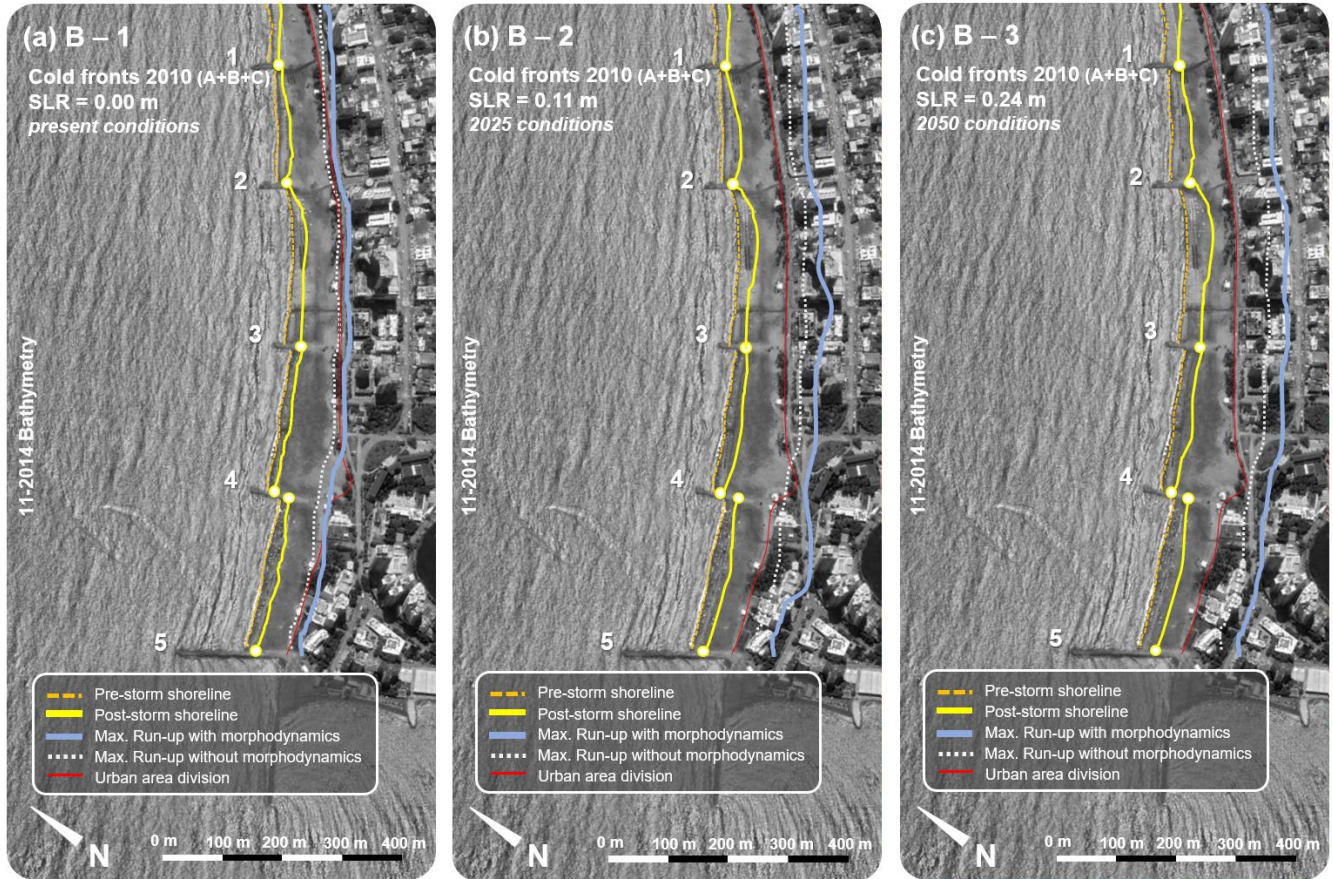 (a) B – 1
Cold fronts 2010 (A+B+C)
SLR = 0.00 m
present conditions
1
2
3
4
5
11-2014 Bathymetry
Pre-storm shoreline
Post-storm shoreline
Max. Run-up with morphodynamics
Max. Run-up without morphodynamics
Urban area division
N
0 m 100 m 200 m 300 m 400 m
(b) B – 2
Cold fronts 2010 (A+B+C)
SLR = 0.11 m
2025 conditions
1
2
3
4
5
11-2014 Bathymetry
Pre-storm shoreline
Post-storm shoreline
Max. Run-up with morphodynamics
Max. Run-up without morphodynamics
Urban area division
N
0 m 100 m 200 m 300 m 400 m
(c) B – 3
Cold fronts 2010 (A+B+C)
SLR = 0.24 m
2050 conditions
1
2
3
4
5
11-2014 Bathymetry
Pre-storm shoreline
Post-storm shoreline
Max. Run-up with morphodynamics
Max. Run-up without morphodynamics
Urban area division
N
0 m 100 m 200 m 300 m 400 m